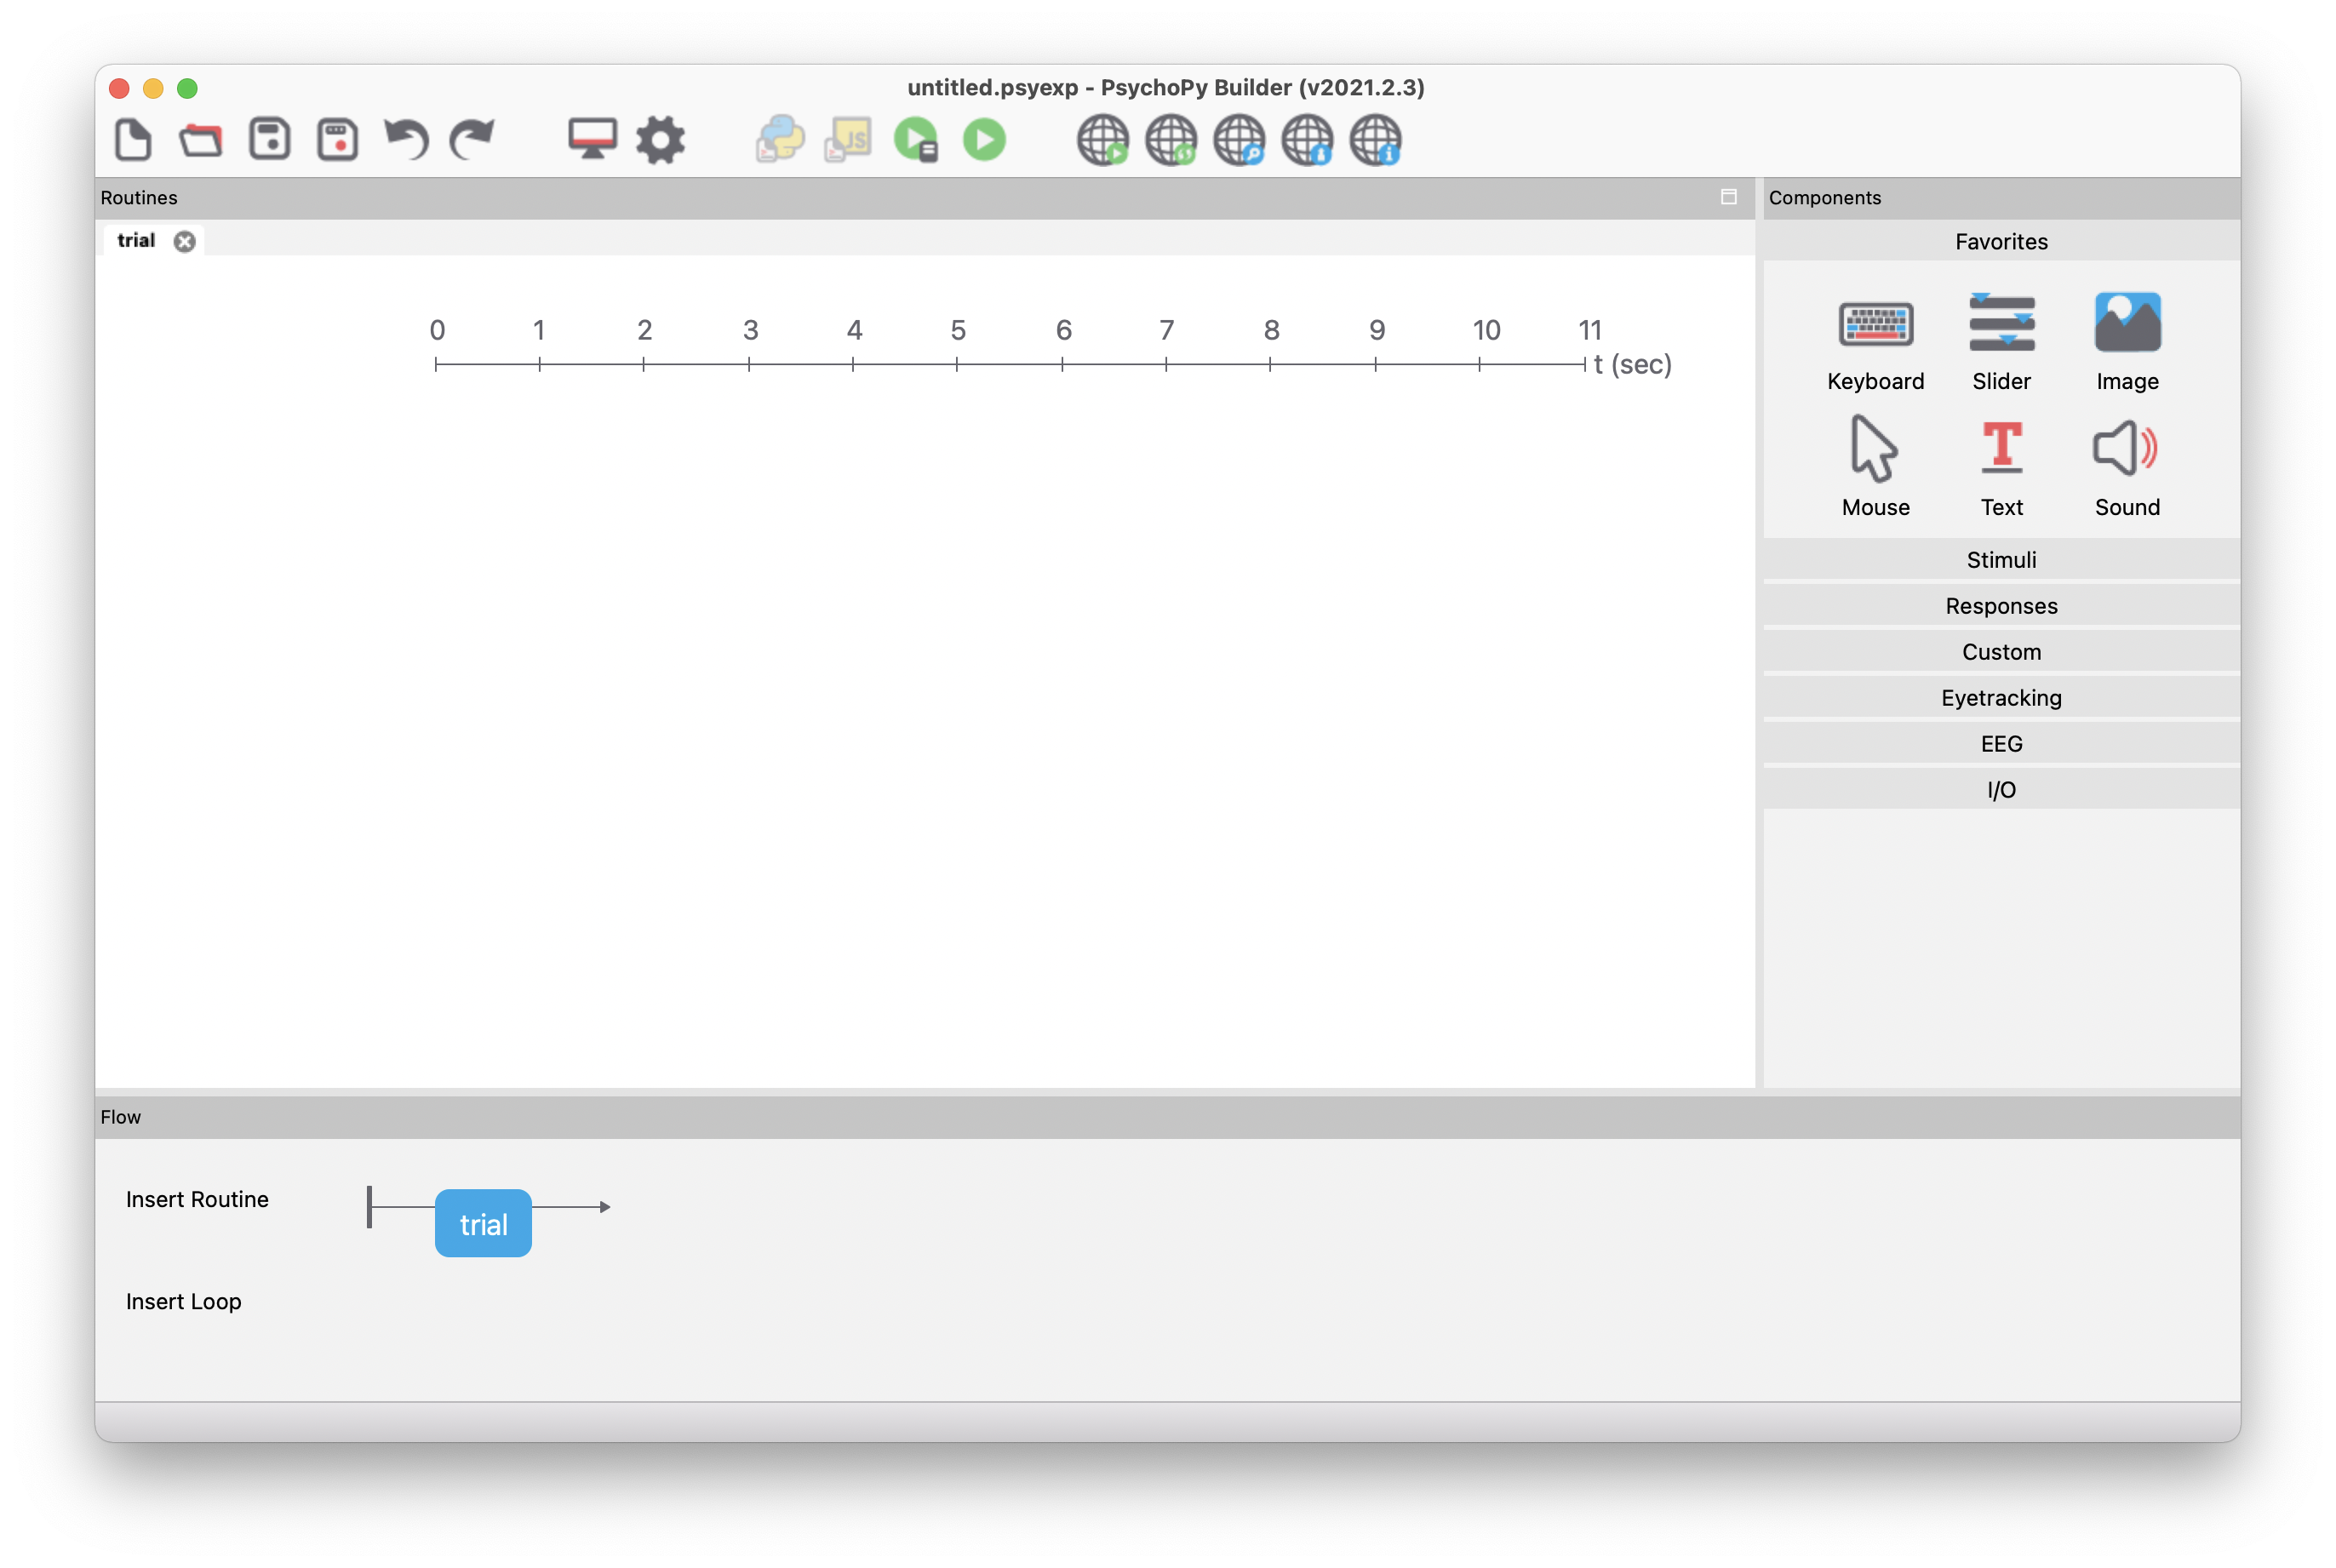 untitled.psyexp - PsychoPy Builder (v2021.2.3)
JS
Routines
Components
trial
Favorites
0 1 2 3 4 5 6 7 8 9 10 11
t (sec)
Keyboard Slider Image
Mouse Text Sound
Stimuli
Responses
Custom
Eyetracking
EEG
I/O
Flow
Insert Routine
trial
Insert Loop